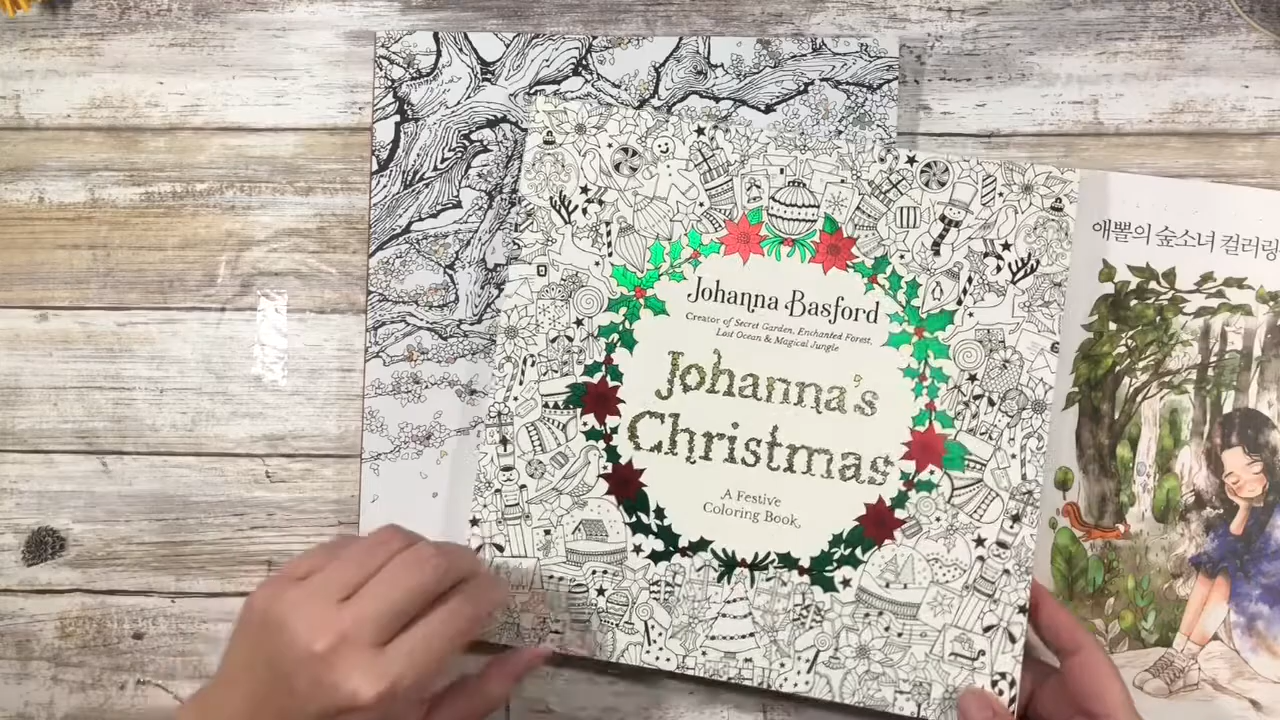 Johanna Basford
Creator of Secret Garden, Enchanted Forest,
Lost Ocean & Magical Jungle
Johanna's
Christmas
A Festive
Coloring Book
애뽈의 숲소녀 컬러링